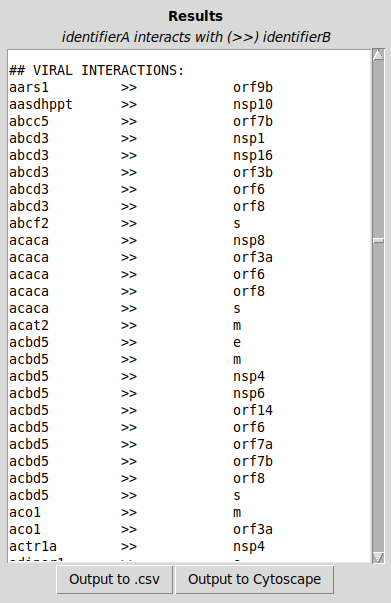 Results
identifierA interacts with (>>) identifierB
## VIRAL INTERACTIONS:
aars1 >> orf9b
aasdhppt >> nsp10
abcc5 >> orf7b
abcd3 >> nsp1
abcd3 >> nsp16
abcd3 >> orf3b
abcd3 >> orf6
abcd3 >> orf8
abcf2 >> s
acaca >> nsp8
acaca >> orf3a
acaca >> orf6
acaca >> orf8
acaca >> s
acat2 >> m
acbd5 >> e
acbd5 >> m
acbd5 >> nsp4
acbd5 >> nsp6
acbd5 >> orf14
acbd5 >> orf6
acbd5 >> orf7a
acbd5 >> orf7b
acbd5 >> orf8
acbd5 >> s
aco1 >> m
aco1 >> orf3a
actr1a >> nsp4
>>
Output to .csv Output to Cytoscape